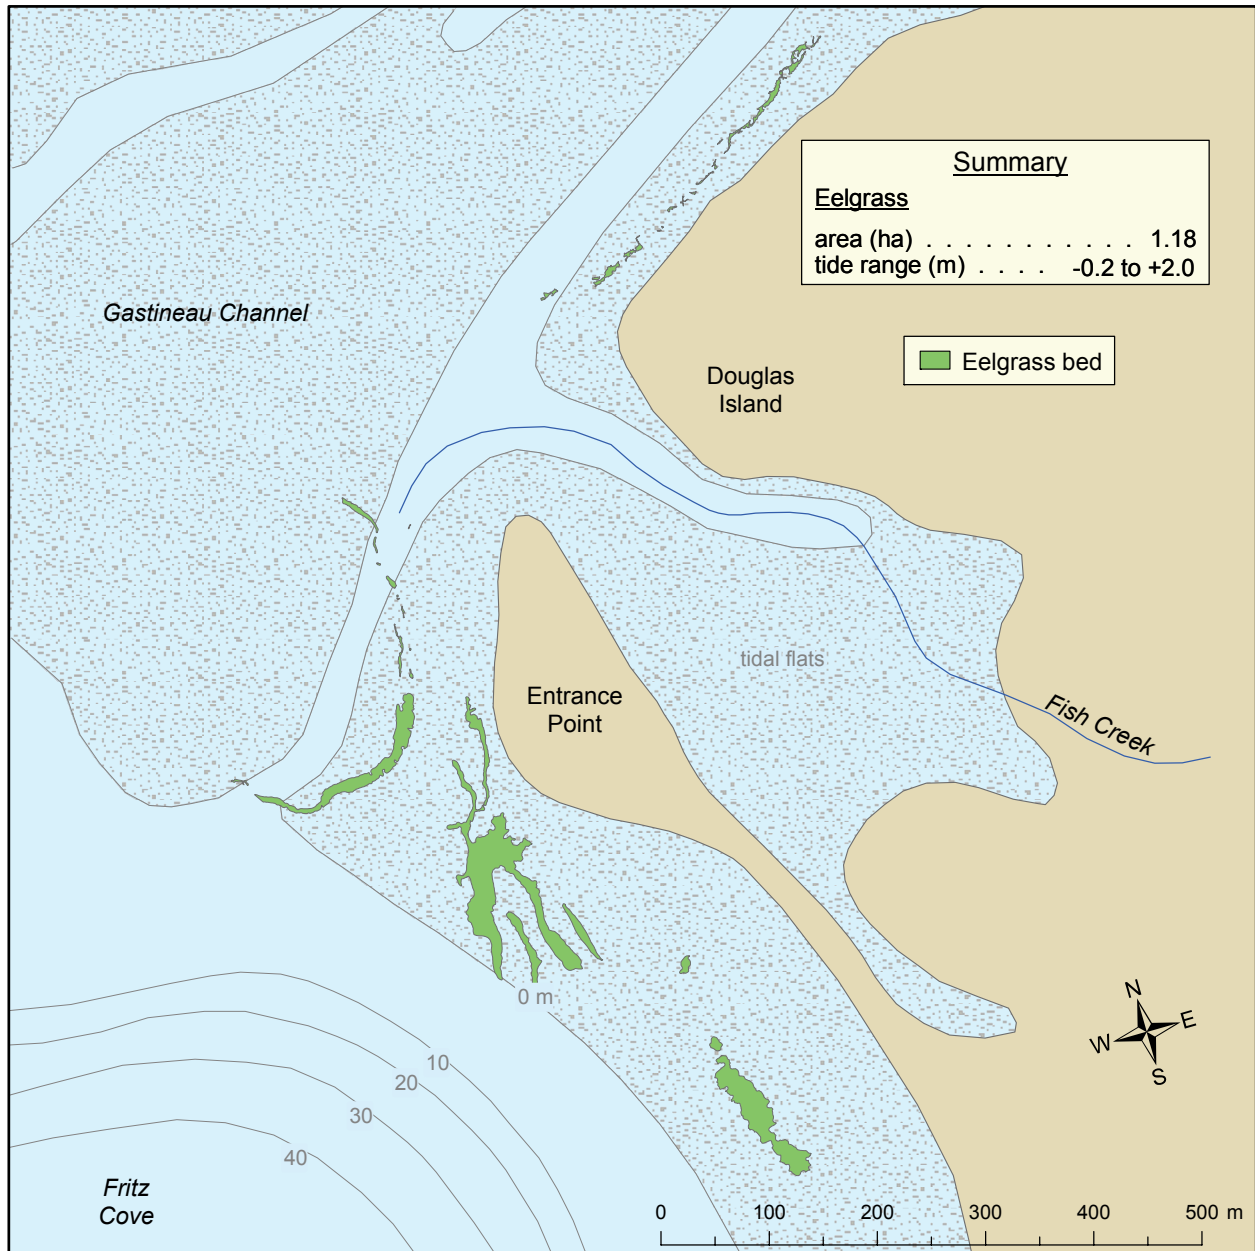 Summary
Eelgrass
area (ha) . . . . . . . . . . . 1.18
tide range (m) . . . . -0.2 to +2.0
Gastineau Channel
Eelgrass bed
Douglas
Island
tidal flats
Entrance
Point
Fish Creek
0 m
N
W
E
S
10
20
30
40
Fritz
Cove
0 100 200 300 400 500 m